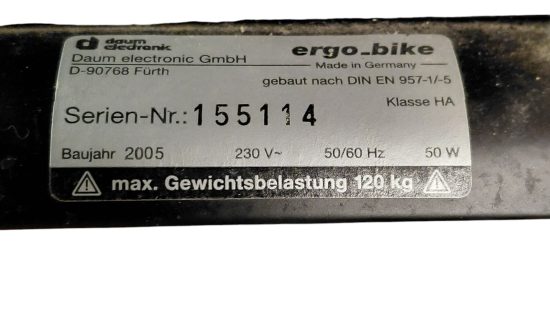 daum electronic
ergo_bike
Daum electronic GmbH
Made in Germany
D-90768 Fürth
gebaut nach DIN EN 957-1/-5
Serien-Nr.: 155114
Klasse HA
Baujahr 2005 230 V~ 50/60 Hz 50 W
max. Gewichtsbelastung 120 kg